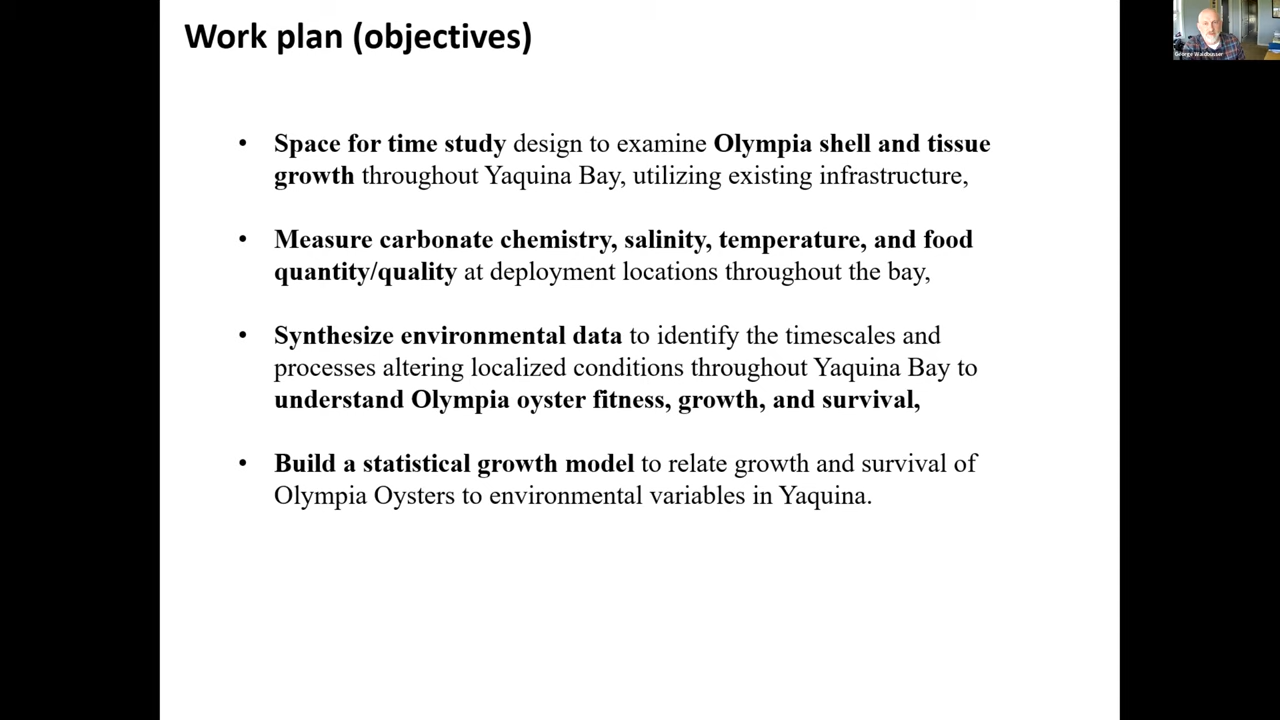 Work plan (objectives)
George Waldbusser
• Space for time study design to examine Olympia shell and tissue
growth throughout Yaquina Bay, utilizing existing infrastructure,
• Measure carbonate chemistry, salinity, temperature, and food
quantity/quality at deployment locations throughout the bay,
• Synthesize environmental data to identify the timescales and
processes altering localized conditions throughout Yaquina Bay to
understand Olympia oyster fitness, growth, and survival,
• Build a statistical growth model to relate growth and survival of
Olympia Oysters to environmental variables in Yaquina.